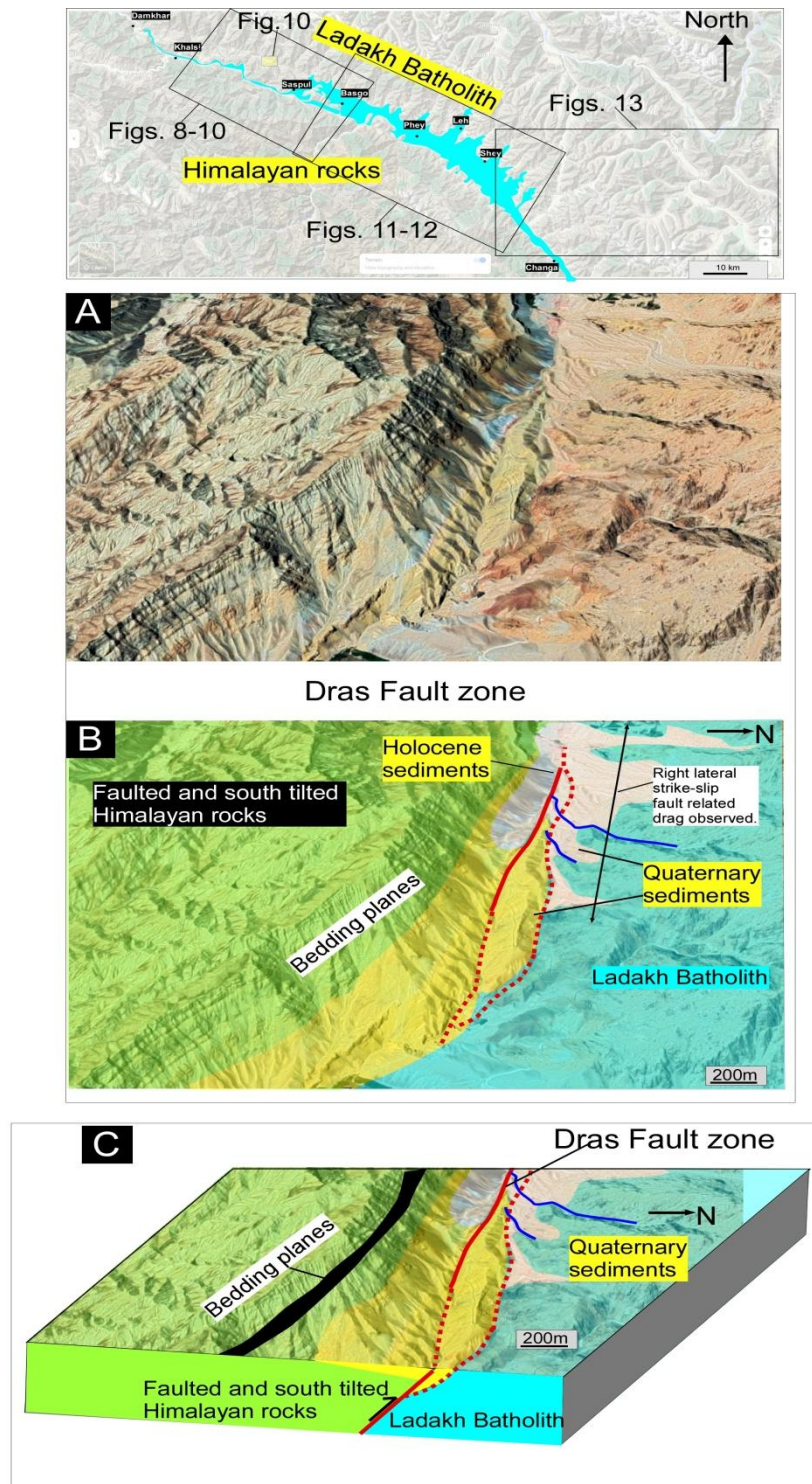 Fig.10
North
Damkhar
Khalsi
Ladakh Batholith
Figs. 13
Saspul
Basgo
Leh
Phey
Figs. 8-10
Shey
Himalayan rocks
Figs. 11-12
Changa
10 km
Terrain
A
Dras Fault zone
B
Holocene
sediments
N
Faulted and south tilted
Himalayan rocks
Right lateral
strike-slip
fault related
drag observed.
Quaternary
sediments
Bedding planes
Ladakh Batholith
200m
C
Dras Fault zone
N
Bedding planes
Quaternary
sediments
200m
Faulted and south tilted
Himalayan rocks
Ladakh Batholith